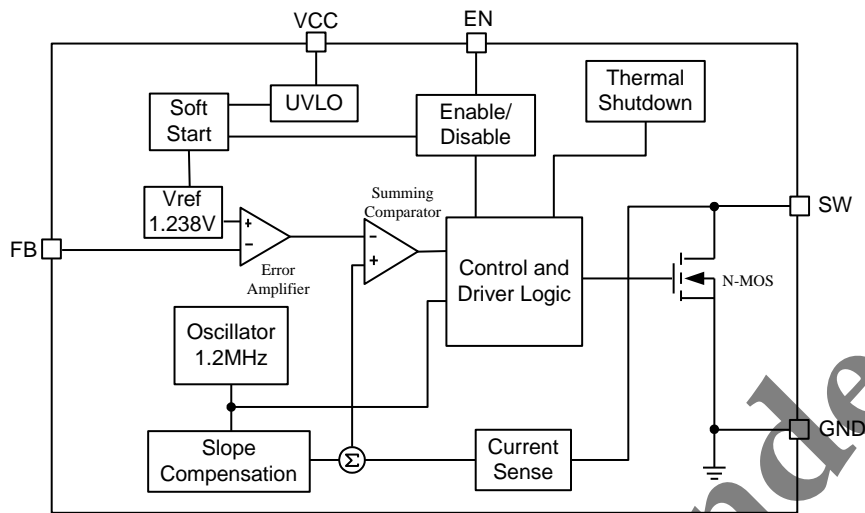 VCC
EN
Soft
Start
UVLO
Enable/
Disable
Thermal
Shutdown
Vref
1.238V
+
−
Error
Amplifier
Summing
Comparator
−
+
Control and
Driver Logic
SW
FB
N-MOS
Oscillator
1.2MHz
GND
Slope
Compensation
Σ
Current
Sense